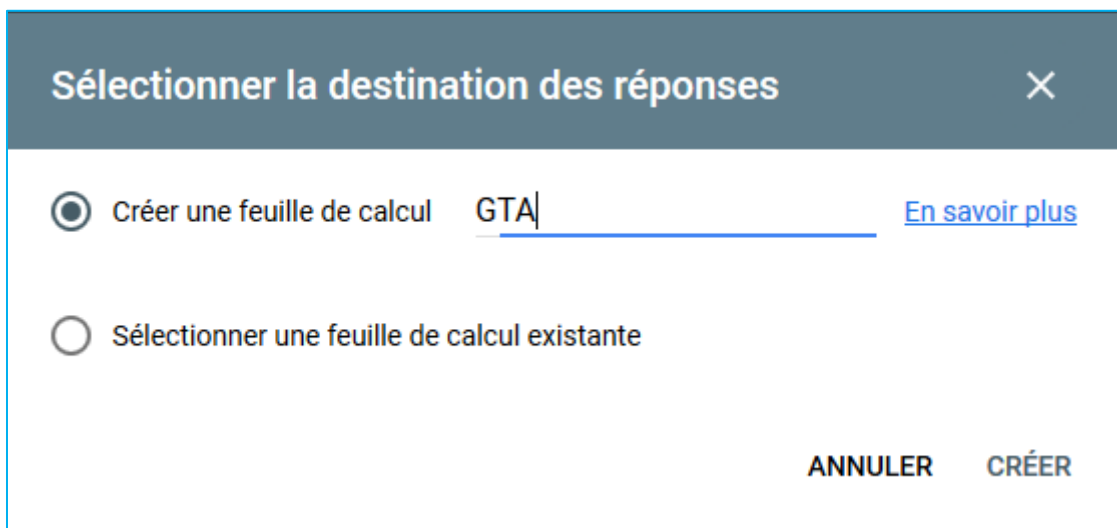 Sélectionner la destination des réponses
Créer une feuille de calcul GTA En savoir plus
Sélectionner une feuille de calcul existante
ANNULER CRÉER